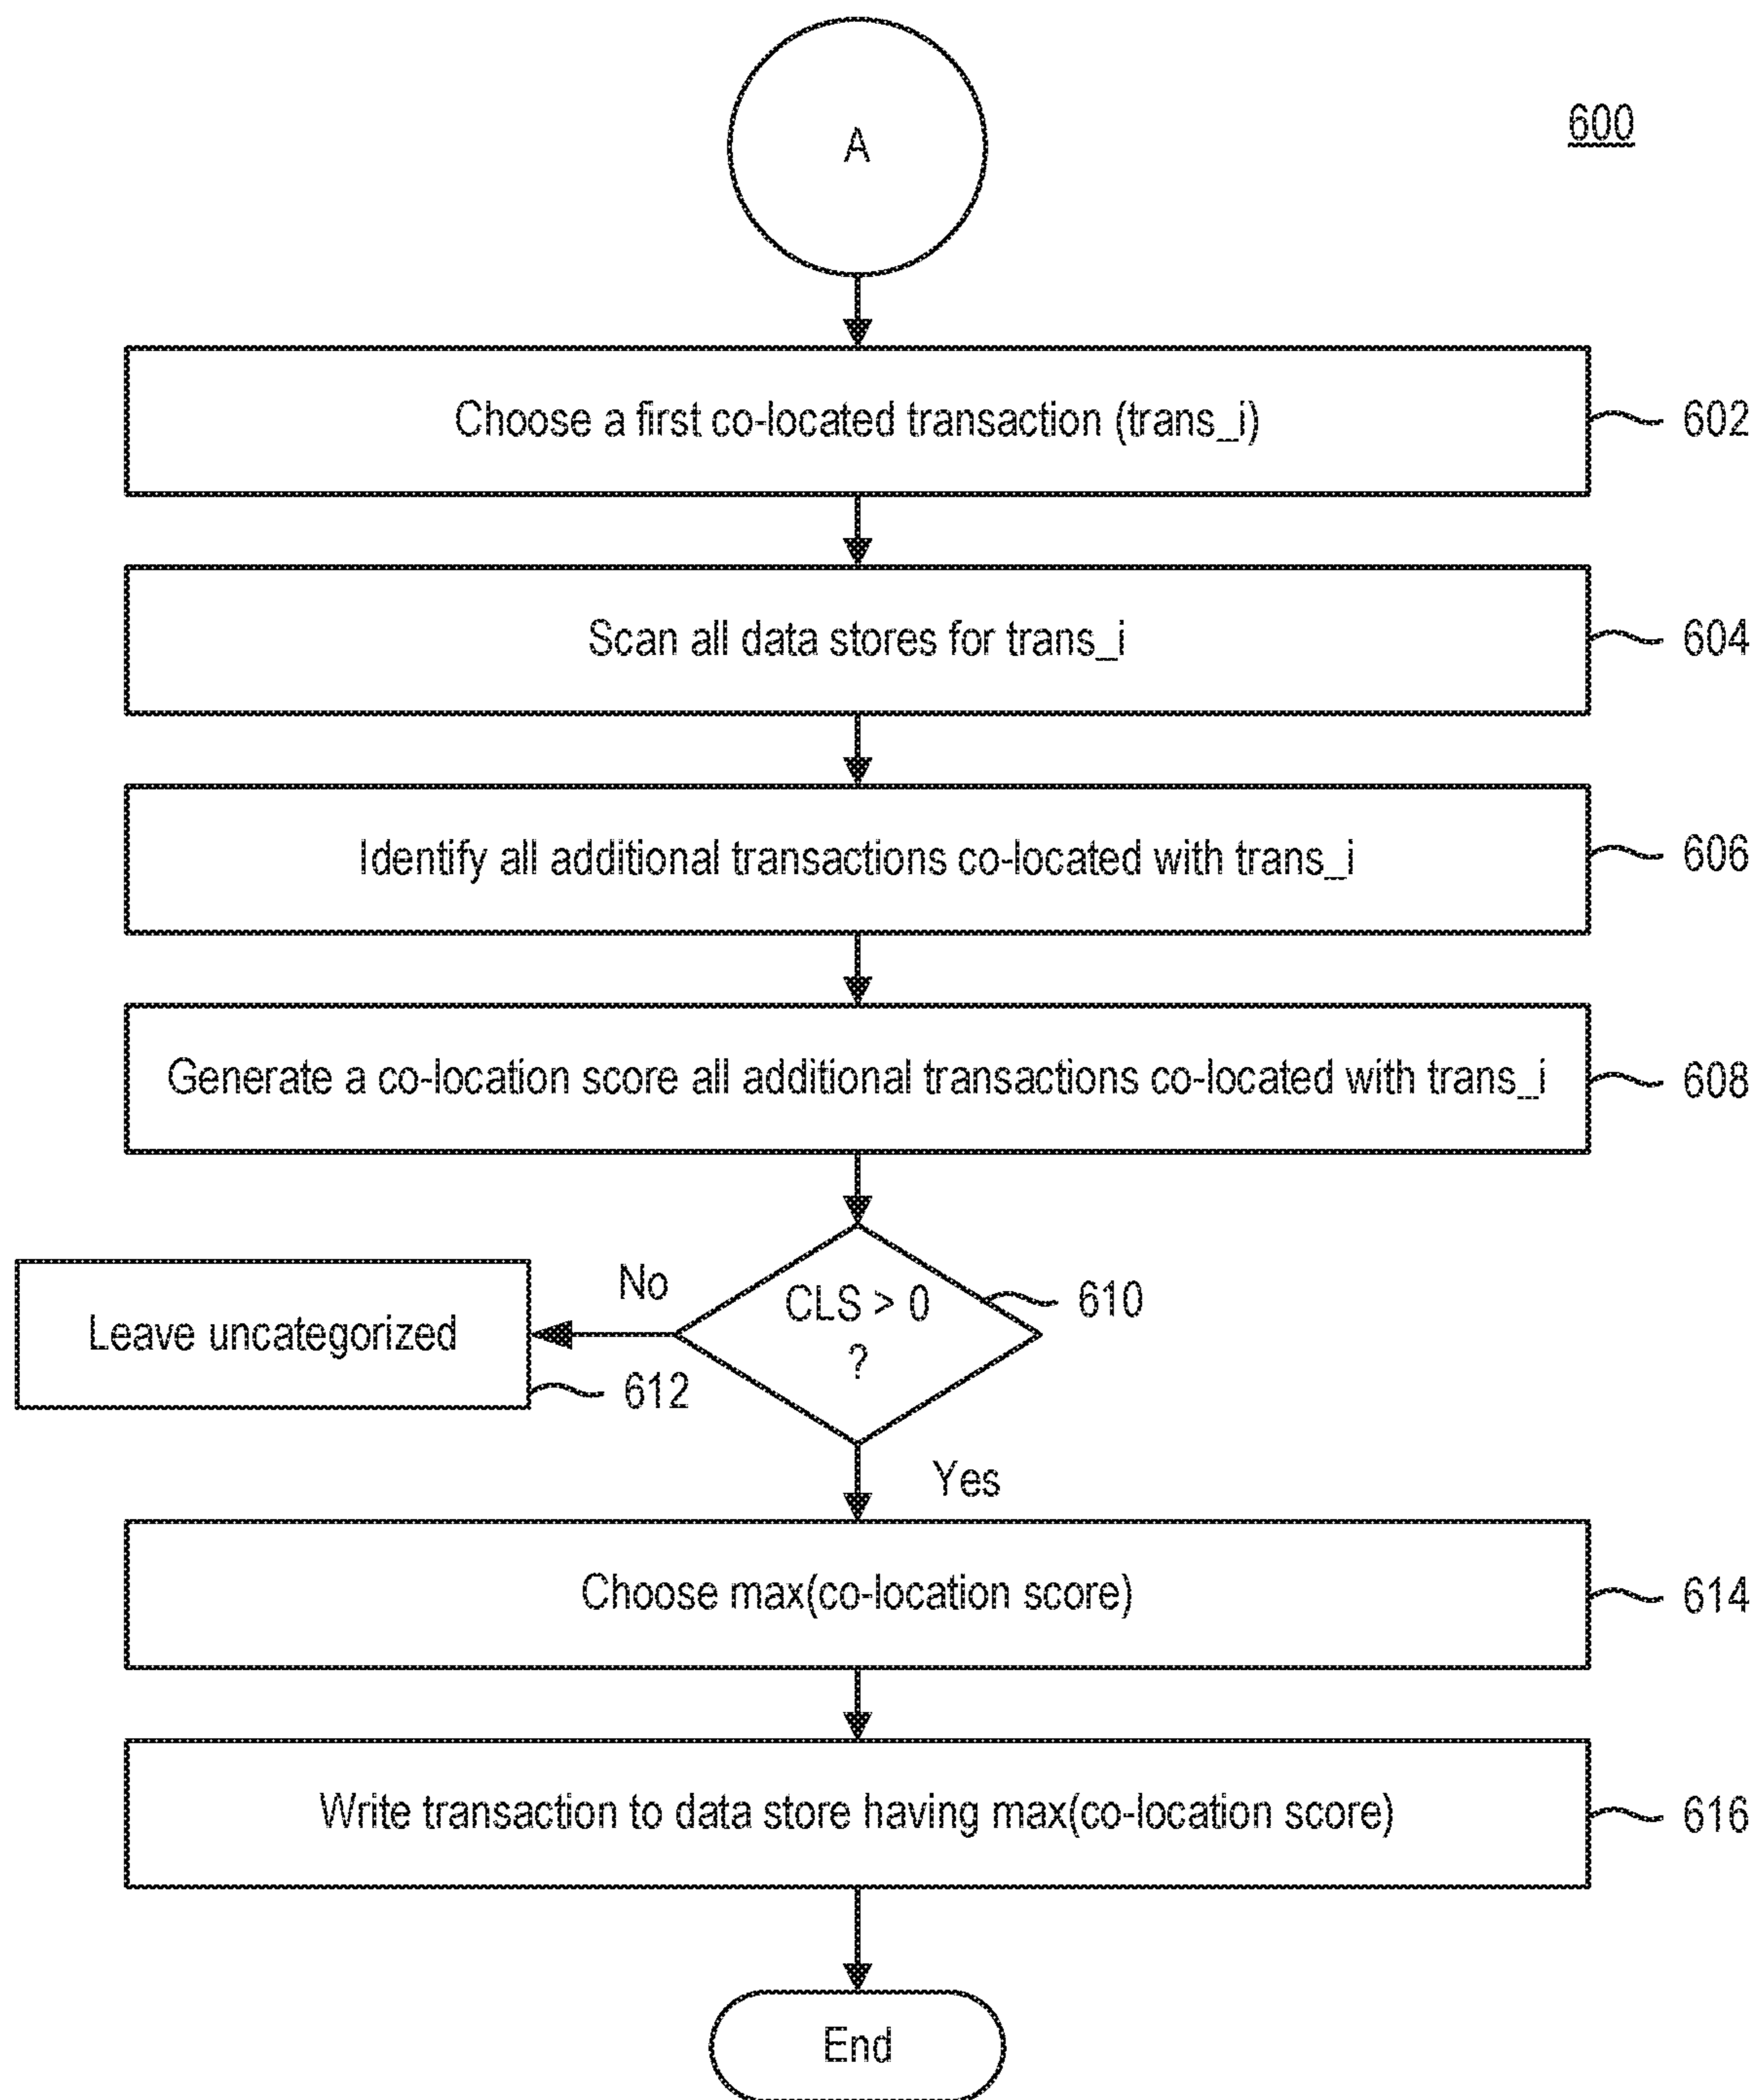 A
600
Choose a first co-located transaction (trans_i)
602
Scan all data stores for trans_i
604
Identify all additional transactions co-located with trans_i
606
Generate a co-location score all additional transactions co-located with trans_i
608
CLS > 0
?
610
No
Leave uncategorized
612
Yes
Choose max(co-location score)
614
Write transaction to data store having max(co-location score)
616
End